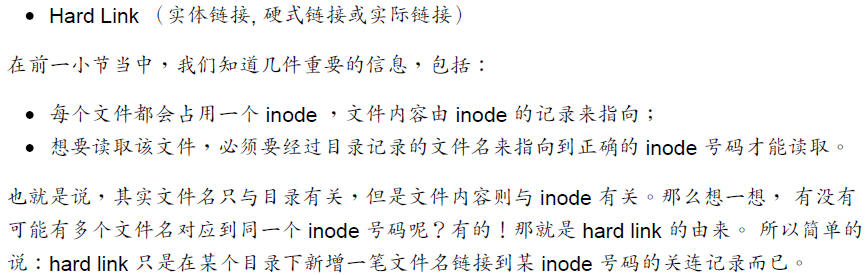 • Hard Link （实体链接, 硬式链接或实际链接）
在前一小节当中，我们知道几件重要的信息，包括：
• 每个文件都会占用一个 inode ，文件内容由 inode 的记录来指向；
• 想要读取该文件，必须要经过目录记录的文件名来指向到正确的 inode 号码才能读取。
也就是说，其实文件名只与目录有关，但是文件内容则与 inode 有关。那么想一想， 有没有
可能有多个文件名对应到同一个 inode 号码呢？有的！那就是 hard link 的由来。 所以简单的
说：hard link 只是在某个目录下新增一笔文件名链接到某 inode 号码的关连记录而已。